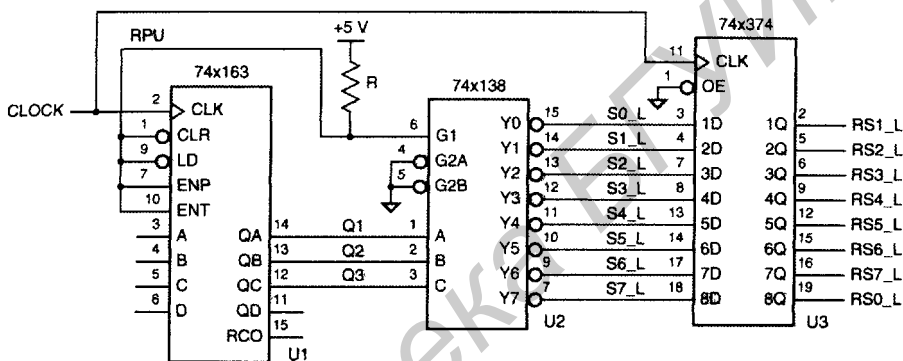 +5 V
RPU
R
CLOCK
74x163
2
CLK
1
CLR
9
LD
7
ENP
10
ENT
3
A
QA
14
4
B
QB
13
5
C
QC
12
6
D
QD
11
RCO
15
U1
Q1
Q2
Q3
74x138
6
G1
4
G2A
5
G2B
1
A
2
B
3
C
Y0
15
S0_L
Y1
14
S1_L
Y2
13
S2_L
Y3
12
S3_L
Y4
11
S4_L
Y5
10
S5_L
Y6
9
S6_L
Y7
7
S7_L
U2
74x374
11
CLK
1
OE
3
1D
1Q
2
RS1_L
4
2D
2Q
5
RS2_L
7
3D
3Q
6
RS3_L
8
4D
4Q
9
RS4_L
13
5D
5Q
12
RS5_L
14
6D
6Q
15
RS6_L
17
7D
7Q
16
RS7_L
18
8D
8Q
19
RS0_L
U3